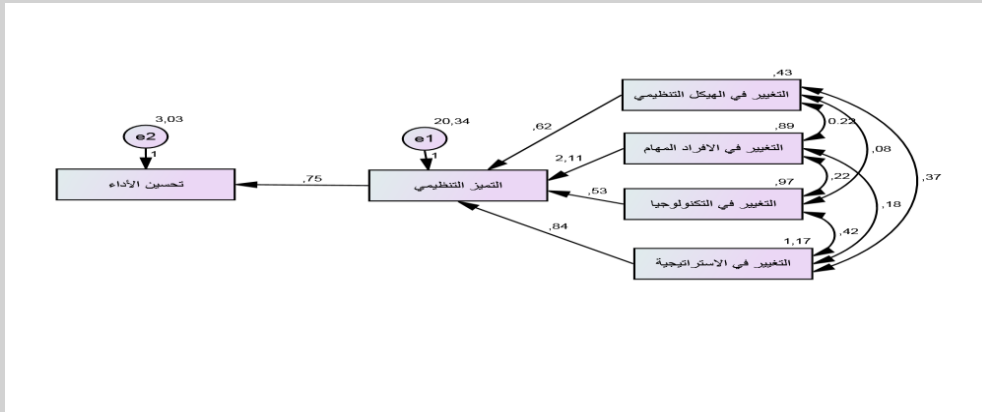 ,43
التغيير في الهيكل التنظيمي
3,03
e2
1
20,34
e1
1
,62
0.22
,08
,89
التغيير في الافراد المهام
2,11
,22
,37
تحسين الأداء
,75
التميز التنظيمي
,53
,97
التغيير في التكنولوجيا
,18
,84
,42
1,17
التغيير في الاستراتيجية